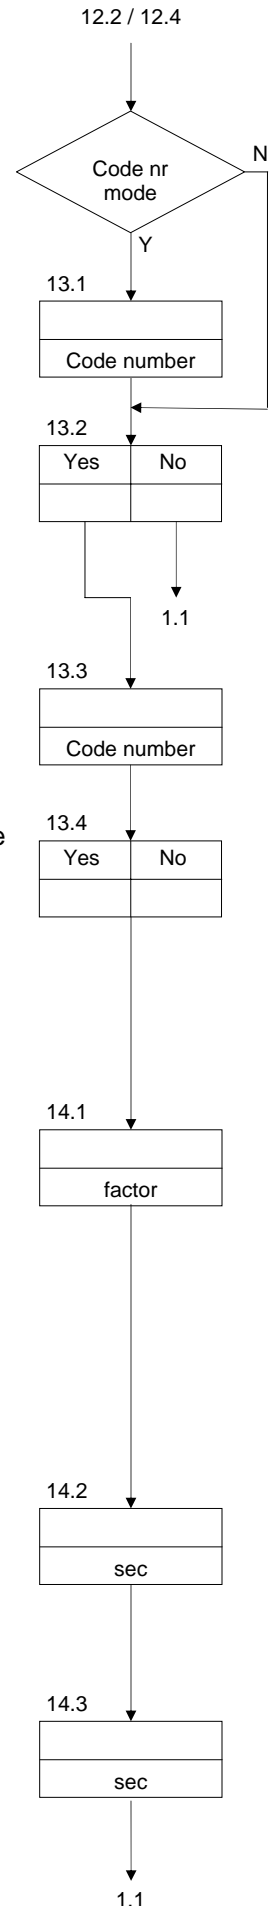 12.2 / 12.4
Code nr
mode
N
Y
13.1
Code number
13.2
Yes No
1.1
13.3
Code number
13.4
e
Yes No
14.1
factor
14.2
sec
14.3
sec
1.1